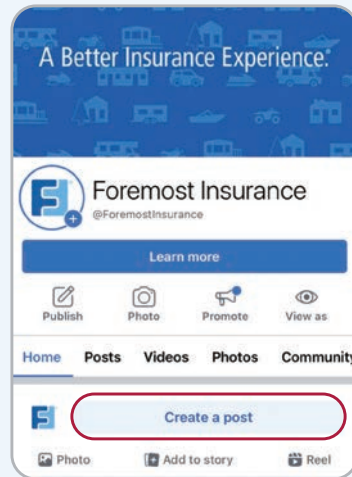 A Better Insurance Experience.®
Foremost Insurance
@ForemostInsurance
Learn more
Publish Photo Promote View as
Home Posts Videos Photos Community
Create a post
Photo Add to story Reel